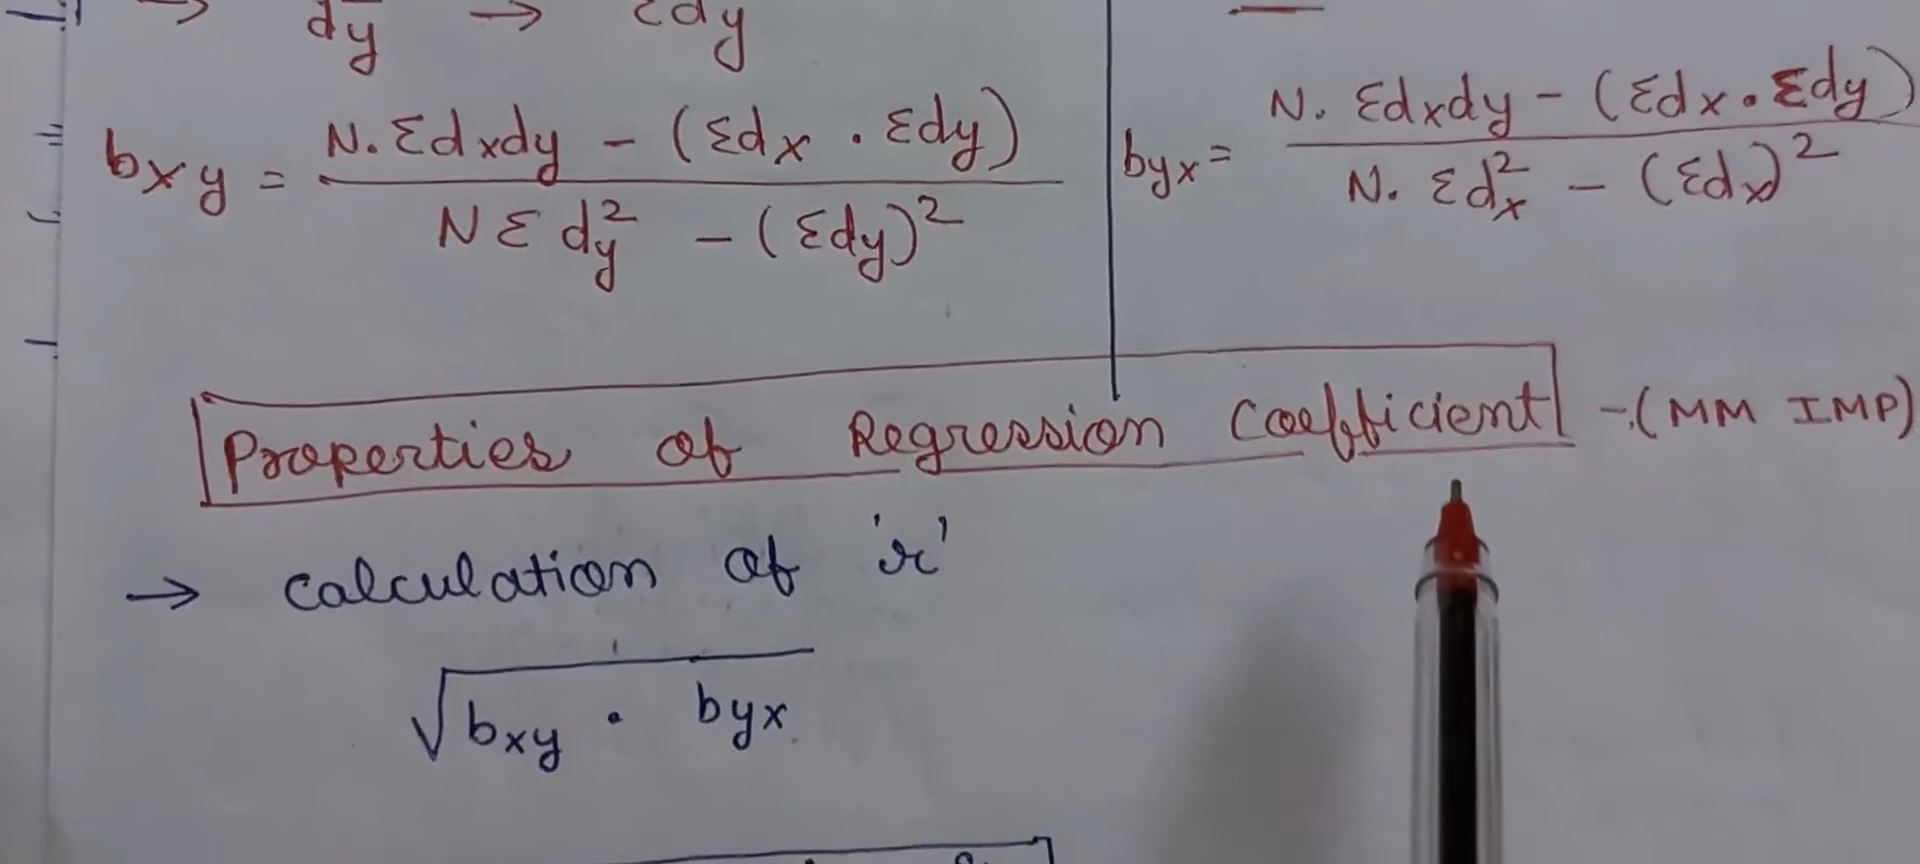 → dy → Σdy
bxy = N. Σdxdy - (Σdx . Σdy) / NΣdy² - (Σdy)²
byx = N. Σdxdy - (Σdx . Σdy) / N. Σdx² - (Σdx)²
Properties of Regression Coefficient - (MM IMP)
→ calculation of 'r'
√bxy . byx